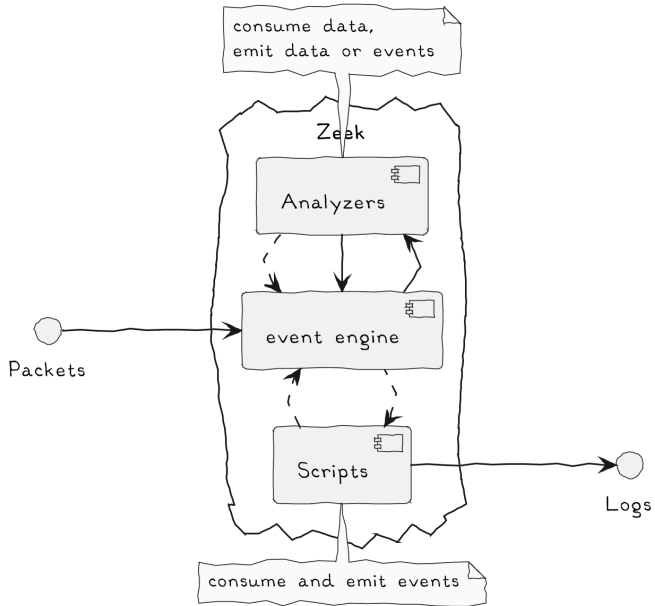 consume data,
emit data or events
Zeek
Analyzers
event engine
Packets
Scripts
Logs
consume and emit events